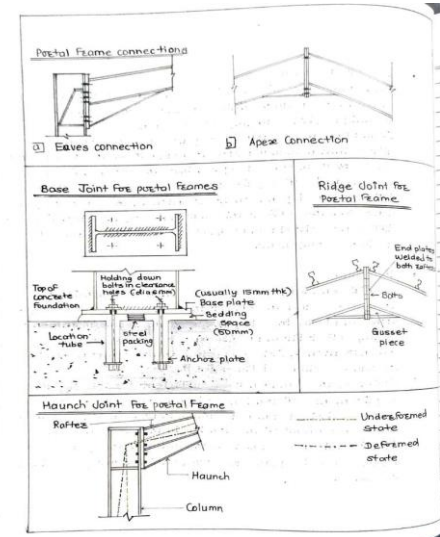 Portal Frame connections
a Eaves connection
b Apex Connection
Base Joint For portal Frames
Holding down
bolts in clearance
holes (dia 6mm)
Top of
concrete
Foundation
(usually 15mm thk)
Base plate
Bedding
space
(50mm)
Location
tube
Steel
packing
Anchor plate
Ridge Joint For
Portal Frame
End plates
welded to
both rafters
Bolts
Gusset
piece
Haunch Joint For portal Frame
Rafter
Haunch
Column
Undeformed
state
Deformed
state